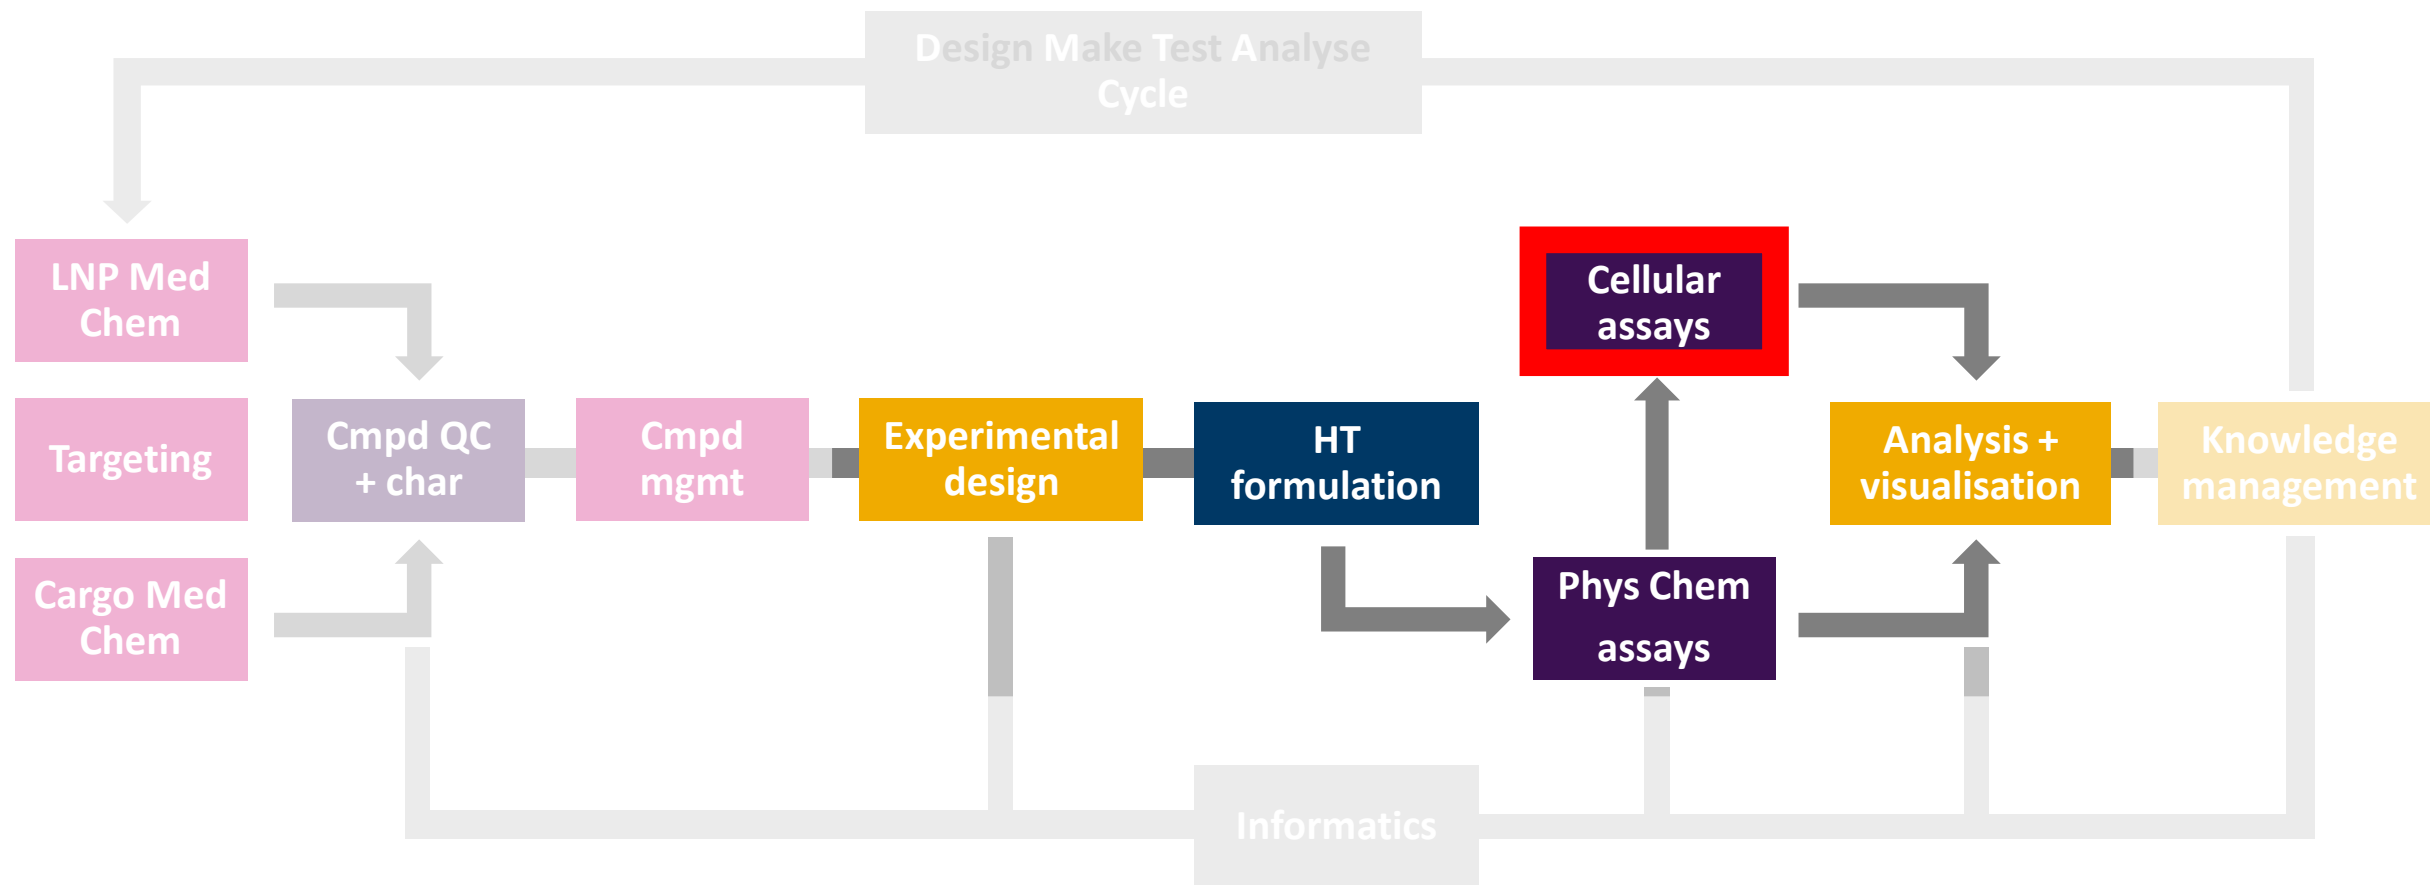 Design Make Test Analyse
Cycle
LNP Med
Chem
Targeting
Cargo Med
Chem
Cmpd QC
+ char
Cmpd
mgmt
Experimental
design
HT
formulation
Cellular
assays
Phys Chem
assays
Analysis +
visualisation
Knowledge
management
Informatics